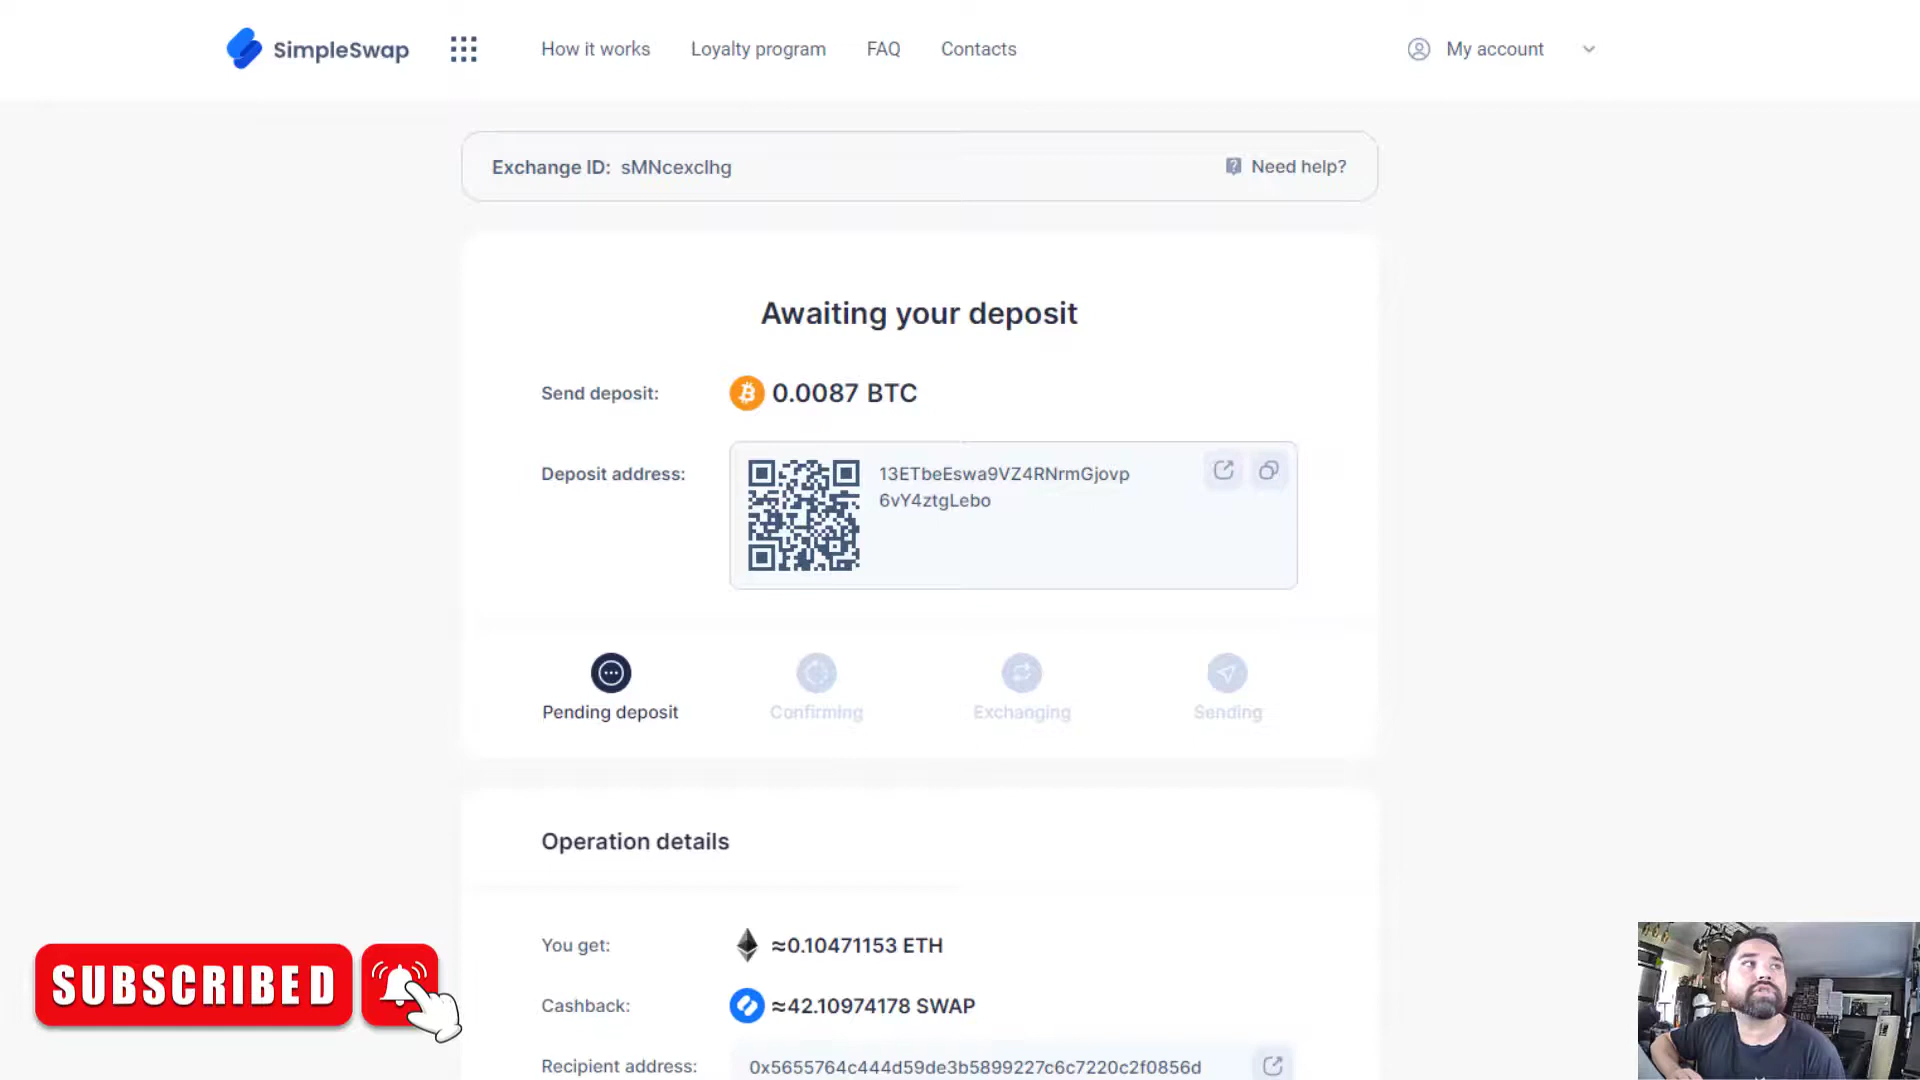 SimpleSwap
How it works
Loyalty program
FAQ
Contacts
My account
Exchange ID: sMNcexclhg
Need help?
Awaiting your deposit
Send deposit:
0.0087 BTC
Deposit address:
13ETbeEswa9VZ4RNrmGjovp
6vY4ztgLebo
Pending deposit
Confirming
Exchanging
Sending
Operation details
You get:
≈0.10471153 ETH
Cashback:
≈42.10974178 SWAP
Recipient address:
0x5655764c444d59de3b5899227c6c7220c2f0856d
SUBSCRIBED